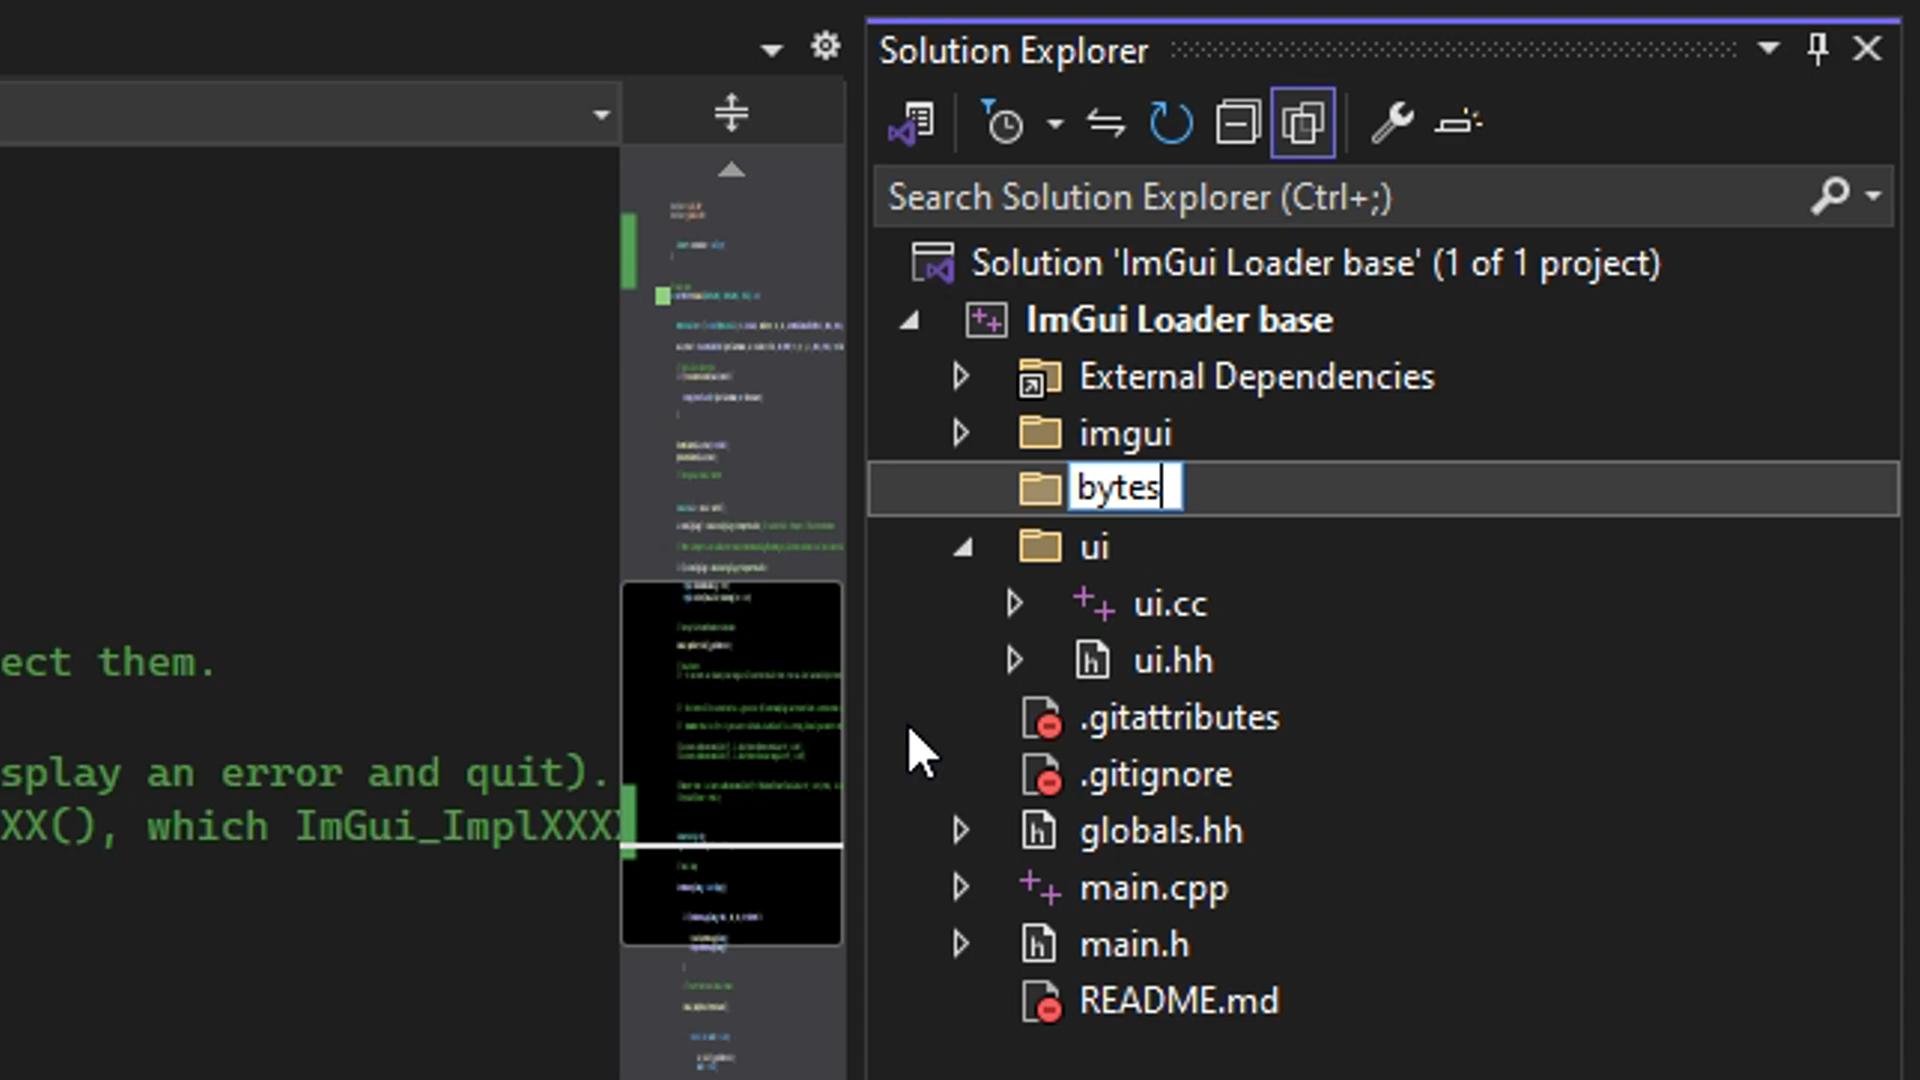 Solution Explorer
Search Solution Explorer (Ctrl+;)
Solution 'ImGui Loader base' (1 of 1 project)
ImGui Loader base
External Dependencies
imgui
bytes
ui
ui.cc
ui.hh
.gitattributes
.gitignore
globals.hh
main.cpp
main.h
README.md
ect them.
splay an error and quit).
XX(), which ImGui_ImplXXX